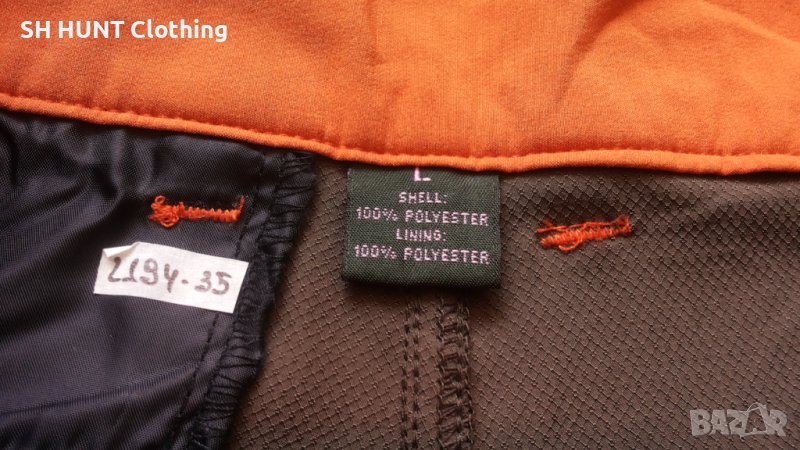 SH HUNT Clothing
L
SHELL:
100% POLYESTER
LINING:
100% POLYESTER
2194-35
BAZAR